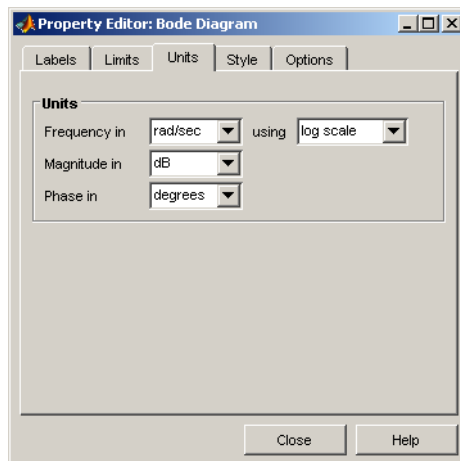 Property Editor: Bode Diagram
Labels Limits Units Style Options
Units
Frequency in rad/sec using log scale
Magnitude in dB
Phase in degrees
Close Help